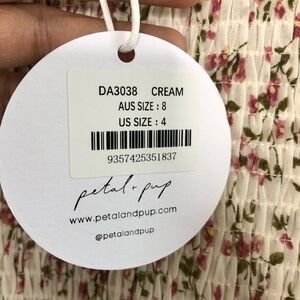 DA3038 CREAM
AUS SIZE : 8
US SIZE : 4
9357425351837
petal + pup
www.petalandpup.com
@petalandpup